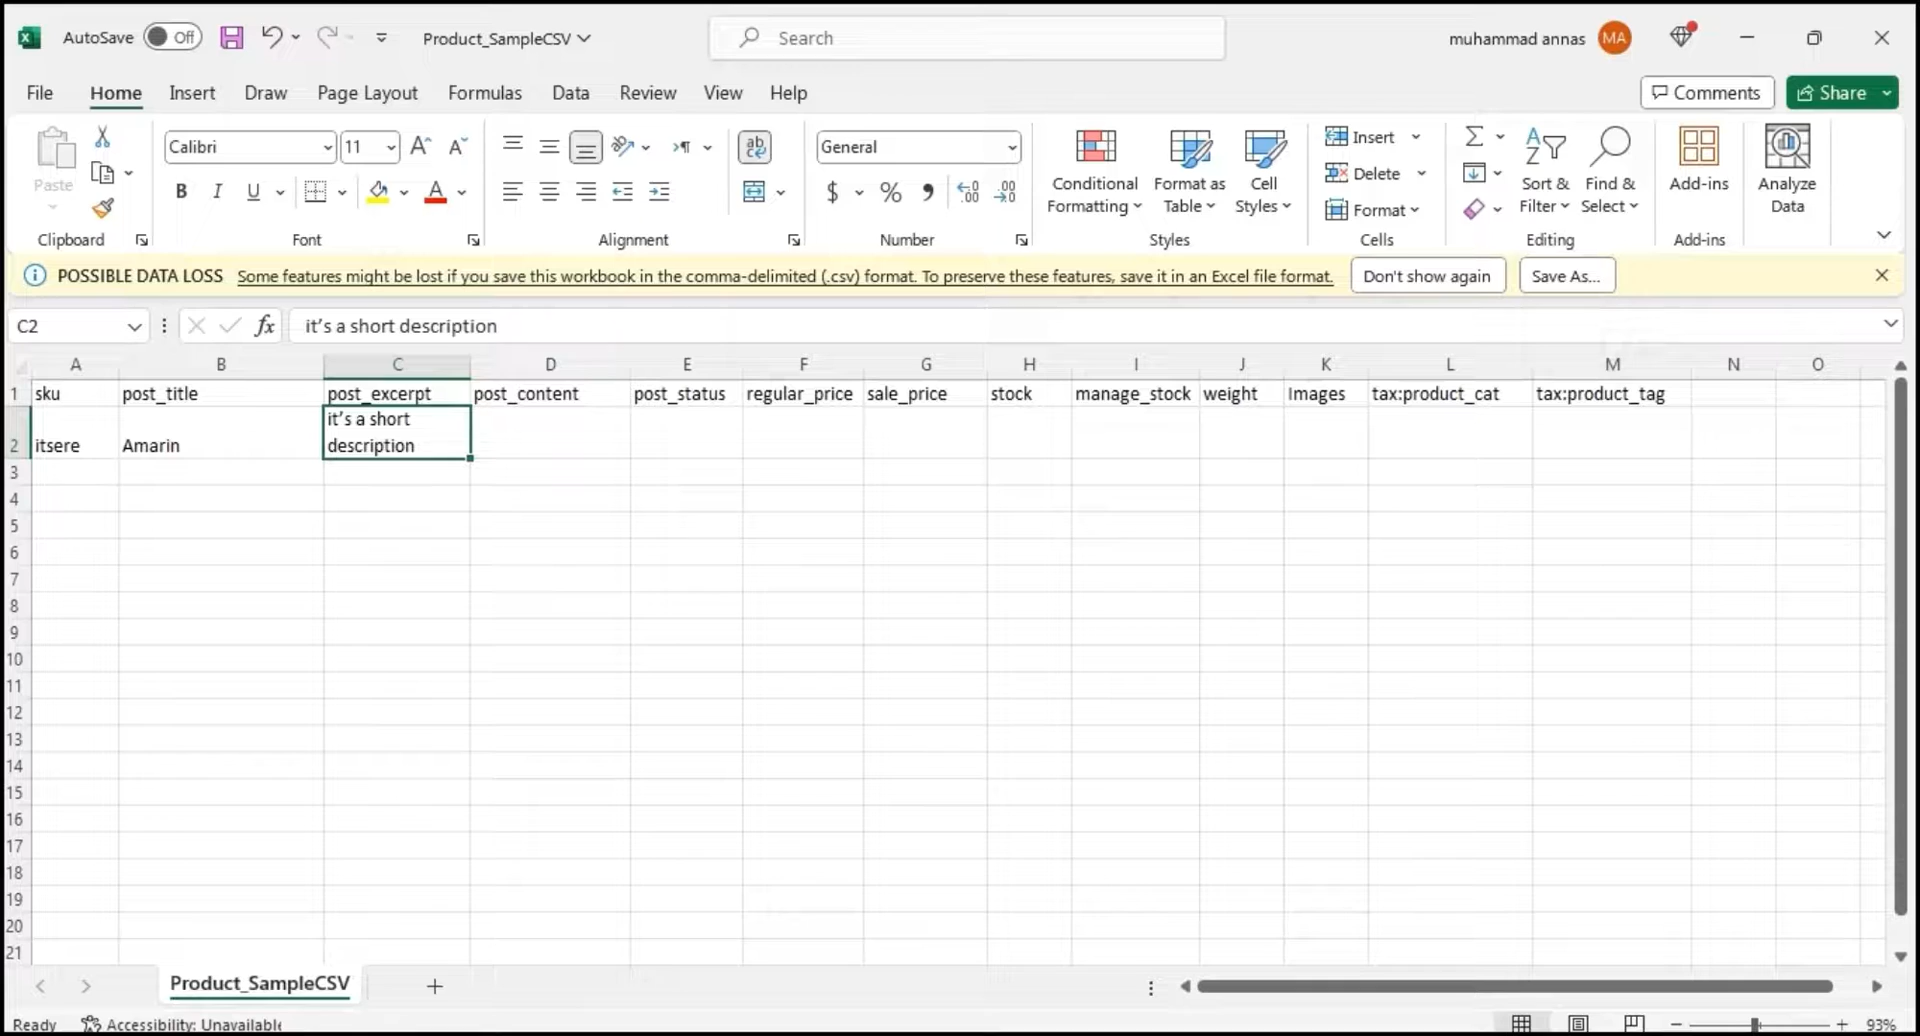 AutoSave Off Product_SampleCSV Search muhammad annas MA
File Home Insert Draw Page Layout Formulas Data Review View Help Comments Share
Paste Calibri 11 General Conditional Formatting Format as Table Cell Styles Insert Delete Format Sort & Filter Find & Select Add-ins Analyze Data
Clipboard Font Alignment Number Styles Cells Editing Add-ins
POSSIBLE DATA LOSS Some features might be lost if you save this workbook in the comma-delimited (.csv) format. To preserve these features, save it in an Excel file format. Don't show again Save As...
C2 fx it’s a short description
A B C D E F G H I J K L M N O
1 sku post_title post_excerpt post_content post_status regular_price sale_price stock manage_stock weight Images tax:product_cat tax:product_tag
it’s a short
2 itsere Amarin description
3
4
5
6
7
8
9
10
11
12
13
14
15
16
17
18
19
20
21
Product_SampleCSV
Ready Accessibility: Unavailable 93%